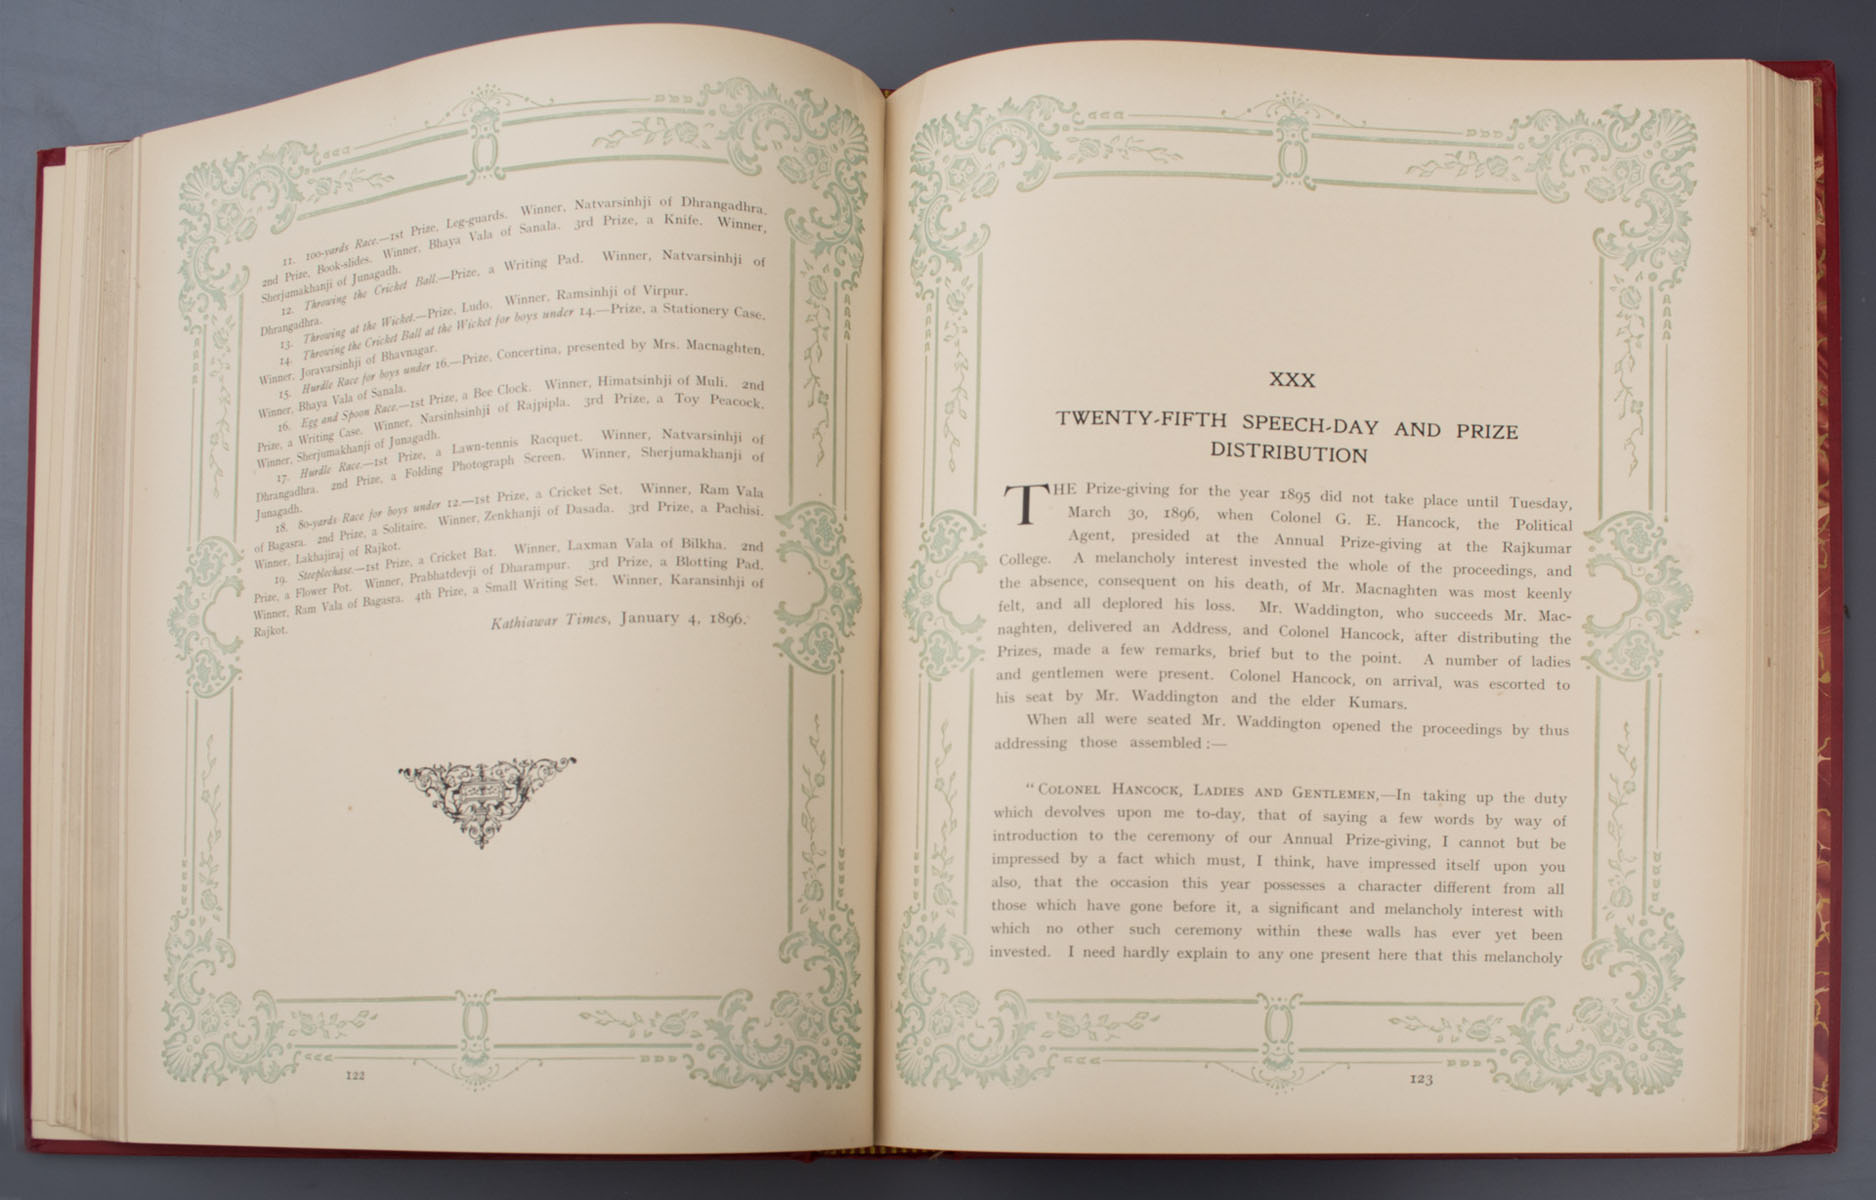 11. 100-yards Race.—1st Prize, Leg-guards. Winner, Natvarsinhji of Dhrangadhra.
2nd Prize, Book-slides. Winner, Bhaya Vala of Sanala. 3rd Prize, a Knife. Winner,
Sherjumakhanji of Junagadh.
12. Throwing the Cricket Ball.—Prize, a Writing Pad. Winner, Natvarsinhji of
Dhrangadhra.
13. Throwing at the Wicket.—Prize, Ludo. Winner, Ramsinhji of Virpur.
14. Throwing the Cricket Ball at the Wicket for boys under 14.—Prize, a Stationery Case.
Winner, Joravarsinhji of Bhavnagar.
15. Hurdle Race for boys under 16.—Prize, Concertina, presented by Mrs. Macnaghten.
Winner, Bhaya Vala of Sanala.
16. Egg and Spoon Race.—1st Prize, a Bee Clock. Winner, Himatsinhji of Muli. 2nd
Prize, a Writing Case. Winner, Narsinhsinhji of Rajpipla. 3rd Prize, a Toy Peacock.
Winner, Sherjumakhanji of Junagadh.
17. Hurdle Race.—1st Prize, a Lawn-tennis Racquet. Winner, Natvarsinhji of
Dhrangadhra. 2nd Prize, a Folding Photograph Screen. Winner, Sherjumakhanji of
Junagadh.
18. 80-yards Race for boys under 12.—1st Prize, a Cricket Set. Winner, Ram Vala
of Bagasra. 2nd Prize, a Solitaire. Winner, Zenkhanji of Dasada. 3rd Prize, a Pachisi.
Winner, Lakhajiraj of Rajkot.
19. Steeplechase.—1st Prize, a Cricket Bat. Winner, Laxman Vala of Bilkha. 2nd
Prize, a Flower Pot. Winner, Prabhatdevji of Dharampur. 3rd Prize, a Blotting Pad.
Winner, Ram Vala of Bagasra. 4th Prize, a Small Writing Set. Winner, Karansinhji of
Rajkot.
Kathiawar Times, January 4, 1896.
122
XXX
TWENTY-FIFTH SPEECH-DAY AND PRIZE
DISTRIBUTION
THE Prize-giving for the year 1895 did not take place until Tuesday,
March 30, 1896, when Colonel G. E. Hancock, the Political
Agent, presided at the Annual Prize-giving at the Rajkumar
College. A melancholy interest invested the whole of the proceedings, and
the absence, consequent on his death, of Mr. Macnaghten was most keenly
felt, and all deplored his loss. Mr. Waddington, who succeeds Mr. Mac-
naghten, delivered an Address, and Colonel Hancock, after distributing the
Prizes, made a few remarks, brief but to the point. A number of ladies
and gentlemen were present. Colonel Hancock, on arrival, was escorted to
his seat by Mr. Waddington and the elder Kumars.
When all were seated Mr. Waddington opened the proceedings by thus
addressing those assembled :—
“ COLONEL HANCOCK, LADIES AND GENTLEMEN,—In taking up the duty
which devolves upon me to-day, that of saying a few words by way of
introduction to the ceremony of our Annual Prize-giving, I cannot but be
impressed by a fact which must, I think, have impressed itself upon you
also, that the occasion this year possesses a character different from all
those which have gone before it, a significant and melancholy interest with
which no other such ceremony within these walls has ever yet been
invested. I need hardly explain to any one present here that this melancholy
123